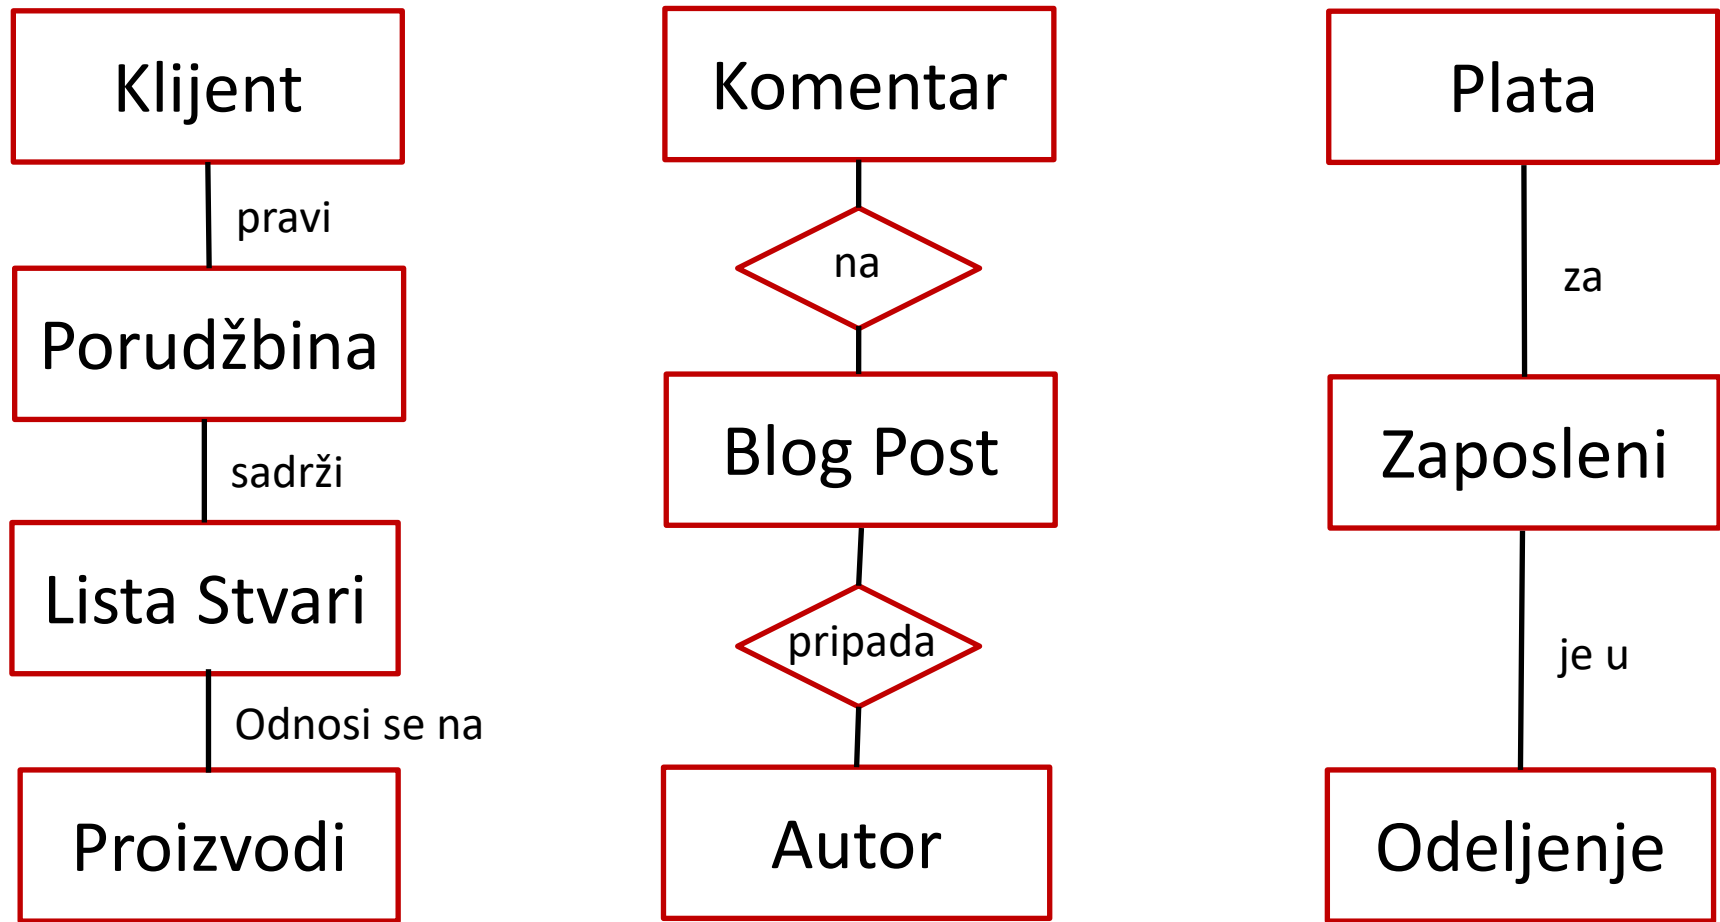 Klijent
pravi
Porudžbina
sadrži
Lista Stvari
Odnosi se na
Proizvodi
Komentar
na
Blog Post
pripada
Autor
Plata
za
Zaposleni
je u
Odeljenje